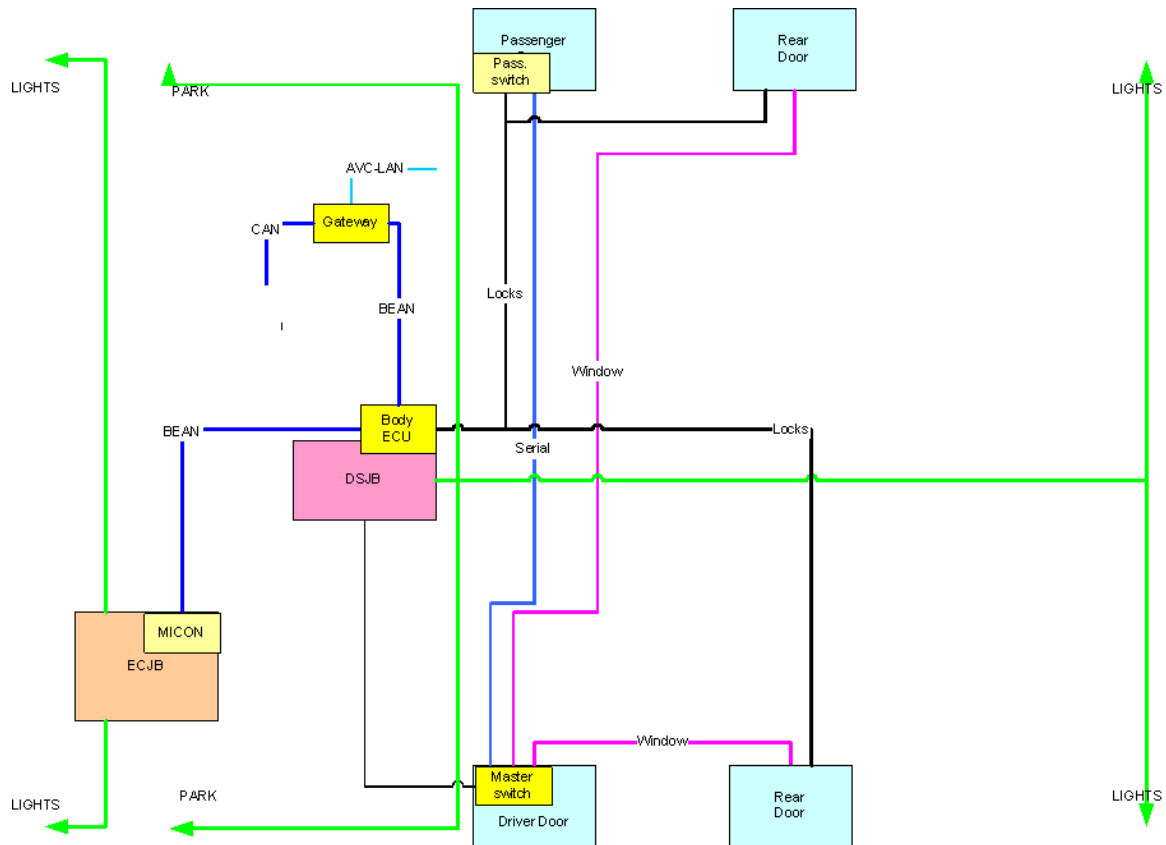 Passenger
Pass.
switch
Rear
Door
LIGHTS
PARK
LIGHTS
AVC-LAN
Gateway
CAN
BEAN
Locks
Window
Body
ECU
BEAN
Locks
Serial
DSJB
MICON
ECJB
Window
Master
switch
Driver Door
Rear
Door
PARK
LIGHTS
LIGHTS